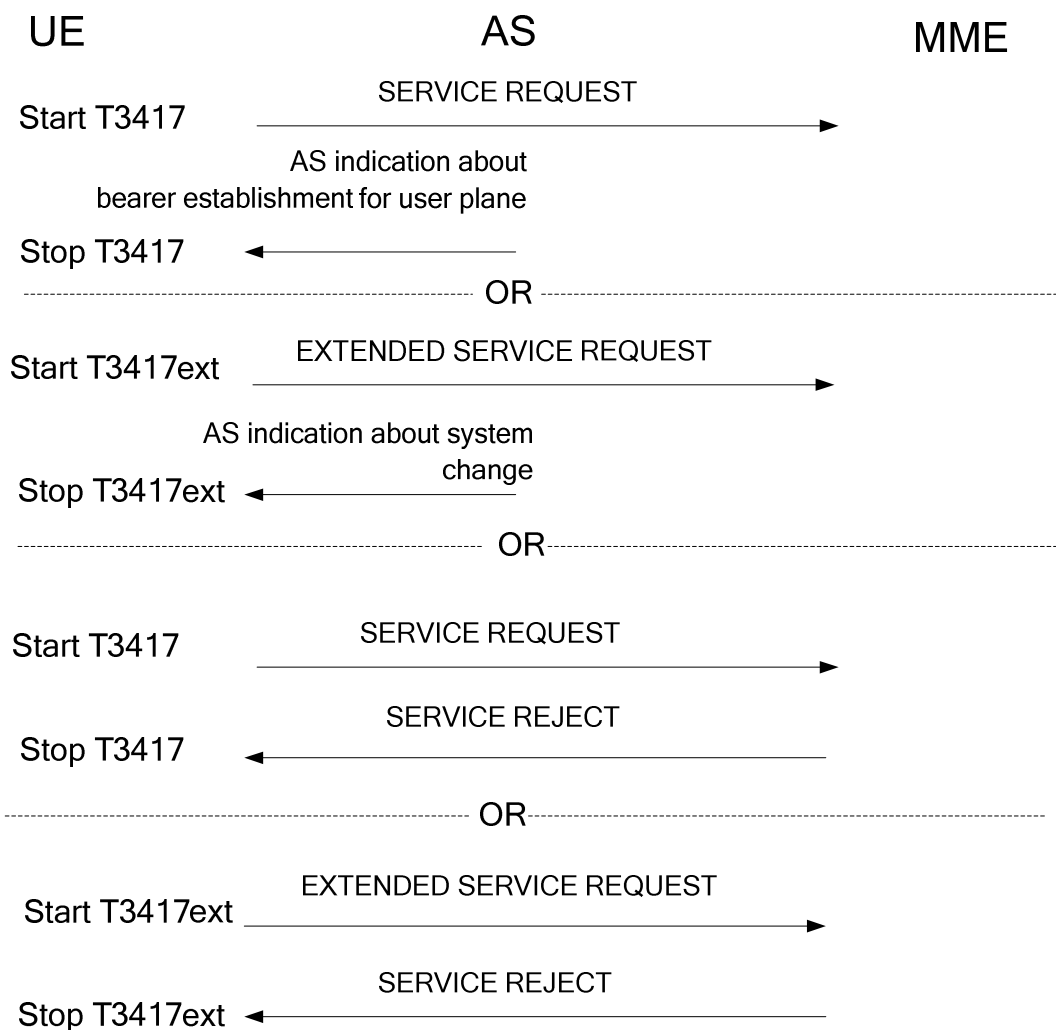 UE AS MME
SERVICE REQUEST
Start T3417
AS indication about
bearer establishment for user plane
Stop T3417
OR
EXTENDED SERVICE REQUEST
Start T3417ext
AS indication about system
change
Stop T3417ext
OR
SERVICE REQUEST
Start T3417
SERVICE REJECT
Stop T3417
OR
EXTENDED SERVICE REQUEST
Start T3417ext
SERVICE REJECT
Stop T3417ext